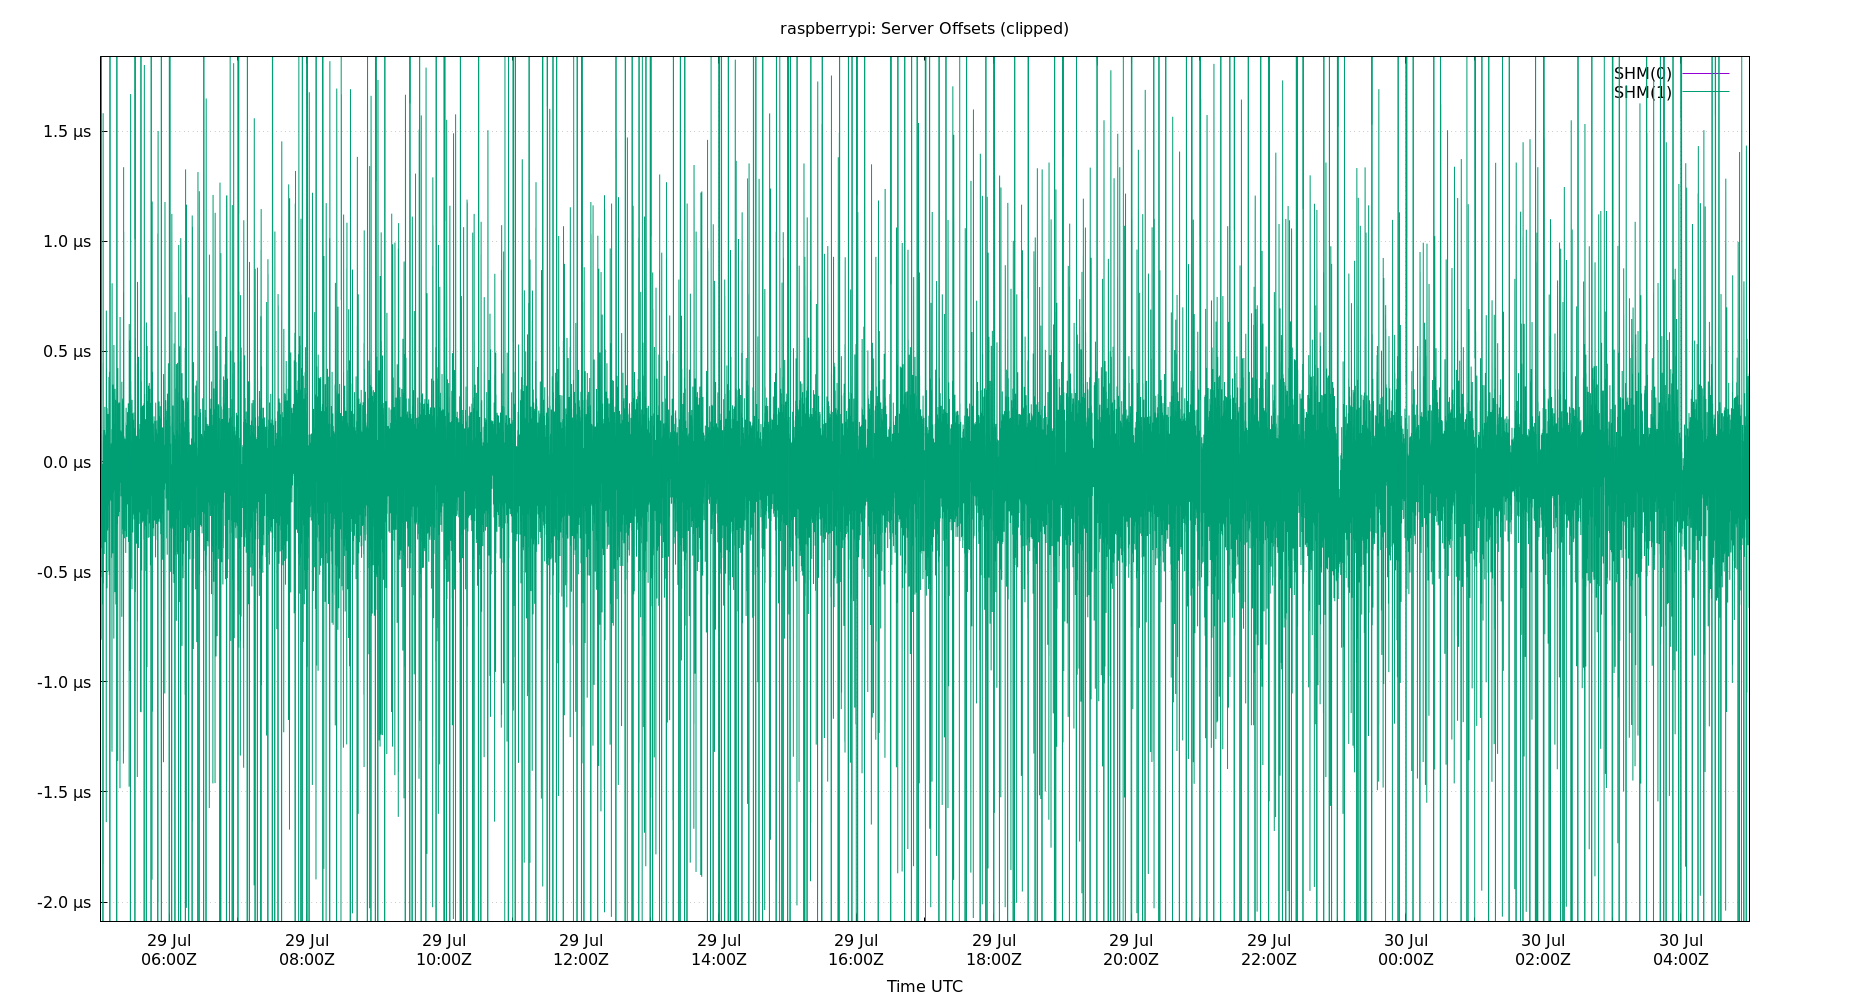 raspberrypi: Server Offsets (clipped)
SHM(0)
SHM(1)
1.5 µs
1.0 µs
0.5 µs
0.0 µs
-0.5 µs
-1.0 µs
-1.5 µs
-2.0 µs
29 Jul 29 Jul 29 Jul 29 Jul 29 Jul 29 Jul 29 Jul 29 Jul 29 Jul 30 Jul 30 Jul 30 Jul
06:00Z 08:00Z 10:00Z 12:00Z 14:00Z 16:00Z 18:00Z 20:00Z 22:00Z 00:00Z 02:00Z 04:00Z
Time UTC